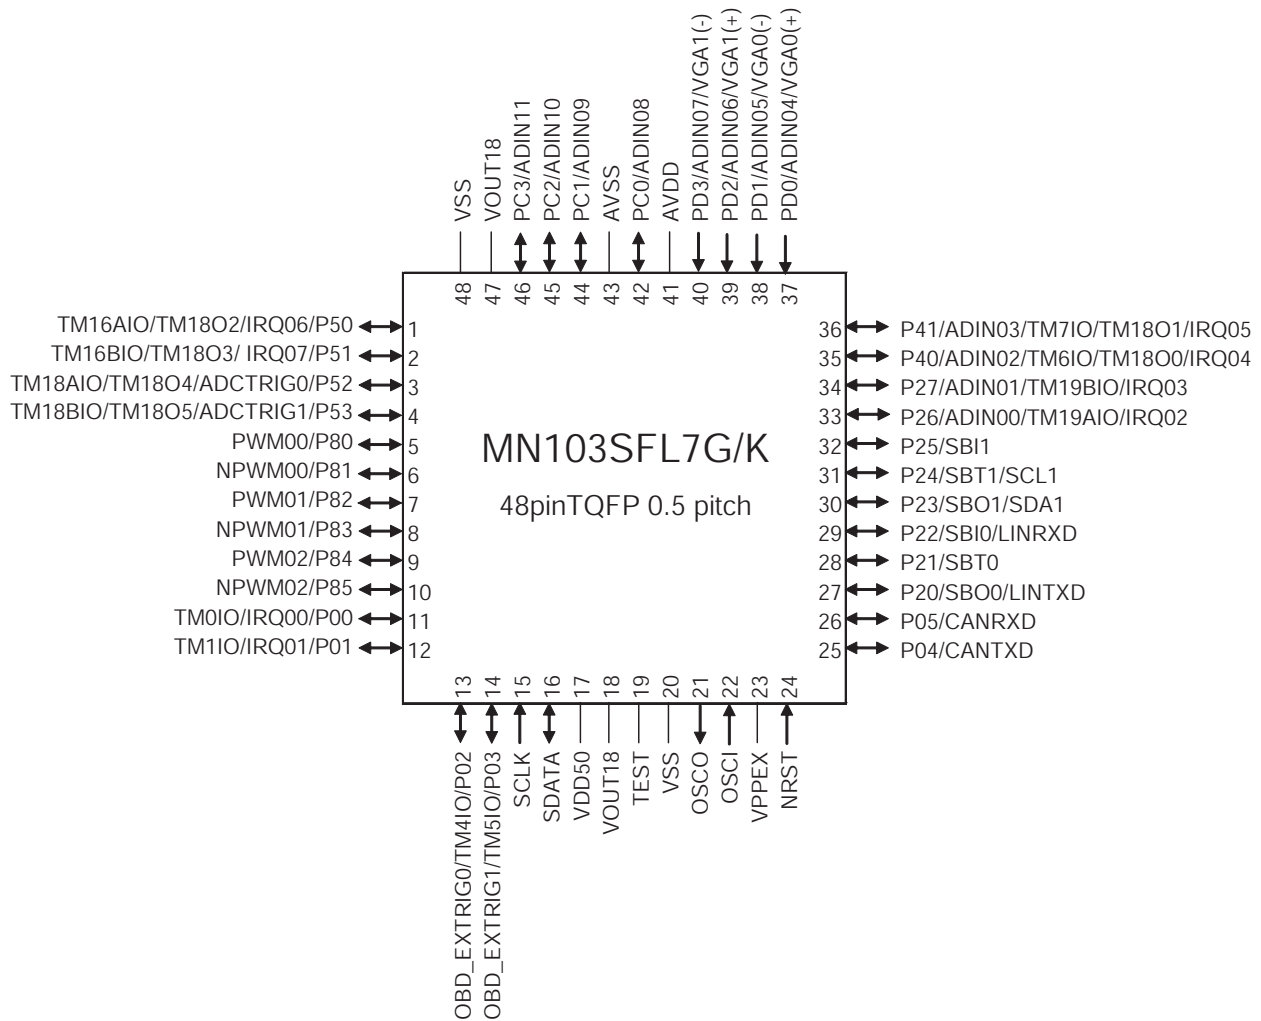 VSS
VOUT18
PC3/ADIN11
PC2/ADIN10
PC1/ADIN09
AVSS
PC0/ADIN08
AVDD
PD3/ADIN07/VGA1(-)
PD2/ADIN06/VGA1(+)
PD1/ADIN05/VGA0(-)
PD0/ADIN04/VGA0(+)
48
47
46
45
44
43
42
41
40
39
38
37
TM16AIO/TM18O2/IRQ06/P50
1
TM16BIO/TM18O3/ IRQ07/P51
2
TM18AIO/TM18O4/ADCTRIG0/P52
3
TM18BIO/TM18O5/ADCTRIG1/P53
4
PWM00/P80
5
NPWM00/P81
6
PWM01/P82
7
NPWM01/P83
8
PWM02/P84
9
NPWM02/P85
10
TM0IO/IRQ00/P00
11
TM1IO/IRQ01/P01
12
MN103SFL7G/K
48pinTQFP 0.5 pitch
36
P41/ADIN03/TM7IO/TM18O1/IRQ05
35
P40/ADIN02/TM6IO/TM18O0/IRQ04
34
P27/ADIN01/TM19BIO/IRQ03
33
P26/ADIN00/TM19AIO/IRQ02
32
P25/SBI1
31
P24/SBT1/SCL1
30
P23/SBO1/SDA1
29
P22/SBI0/LINRXD
28
P21/SBT0
27
P20/SBO0/LINTXD
26
P05/CANRXD
25
P04/CANTXD
13
14
15
16
17
18
19
20
21
22
23
24
OBD_EXTRIG0/TM4IO/P02
OBD_EXTRIG1/TM5IO/P03
SCLK
SDATA
VDD50
VOUT18
TEST
VSS
OSCO
OSCI
VPPEX
NRST